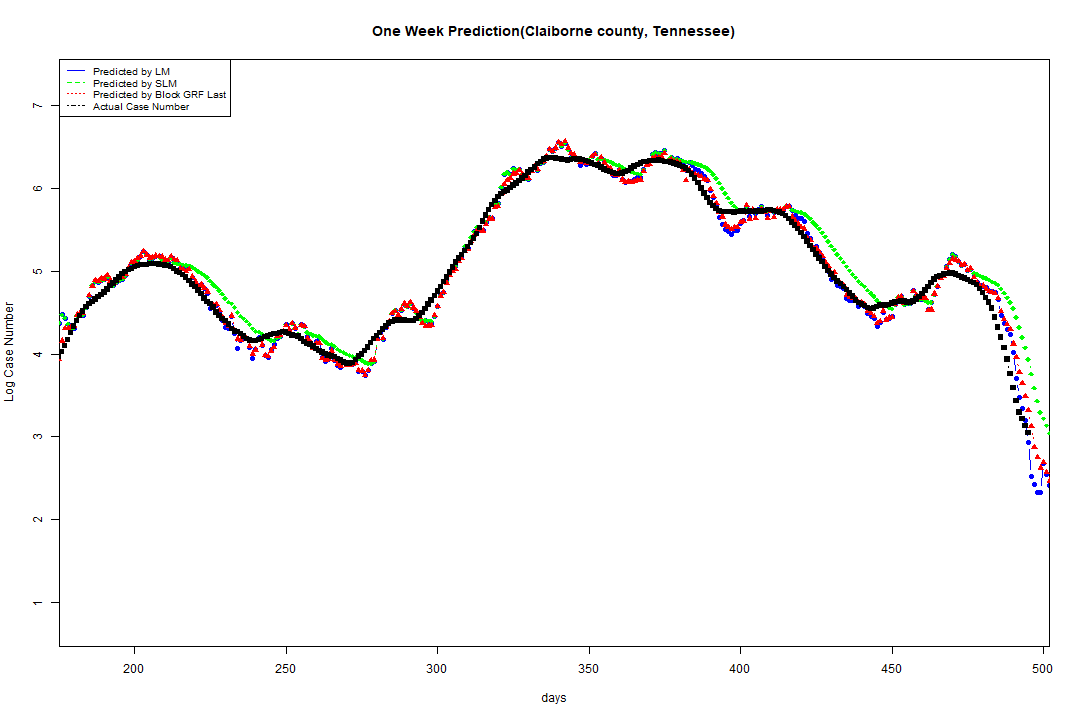 One Week Prediction(Claiborne county, Tennessee)
Predicted by LM
Predicted by SLM
Predicted by Block GRF Last
Actual Case Number
7
6
5
4
3
2
1
Log Case Number
200 250 300 350 400 450 500
days